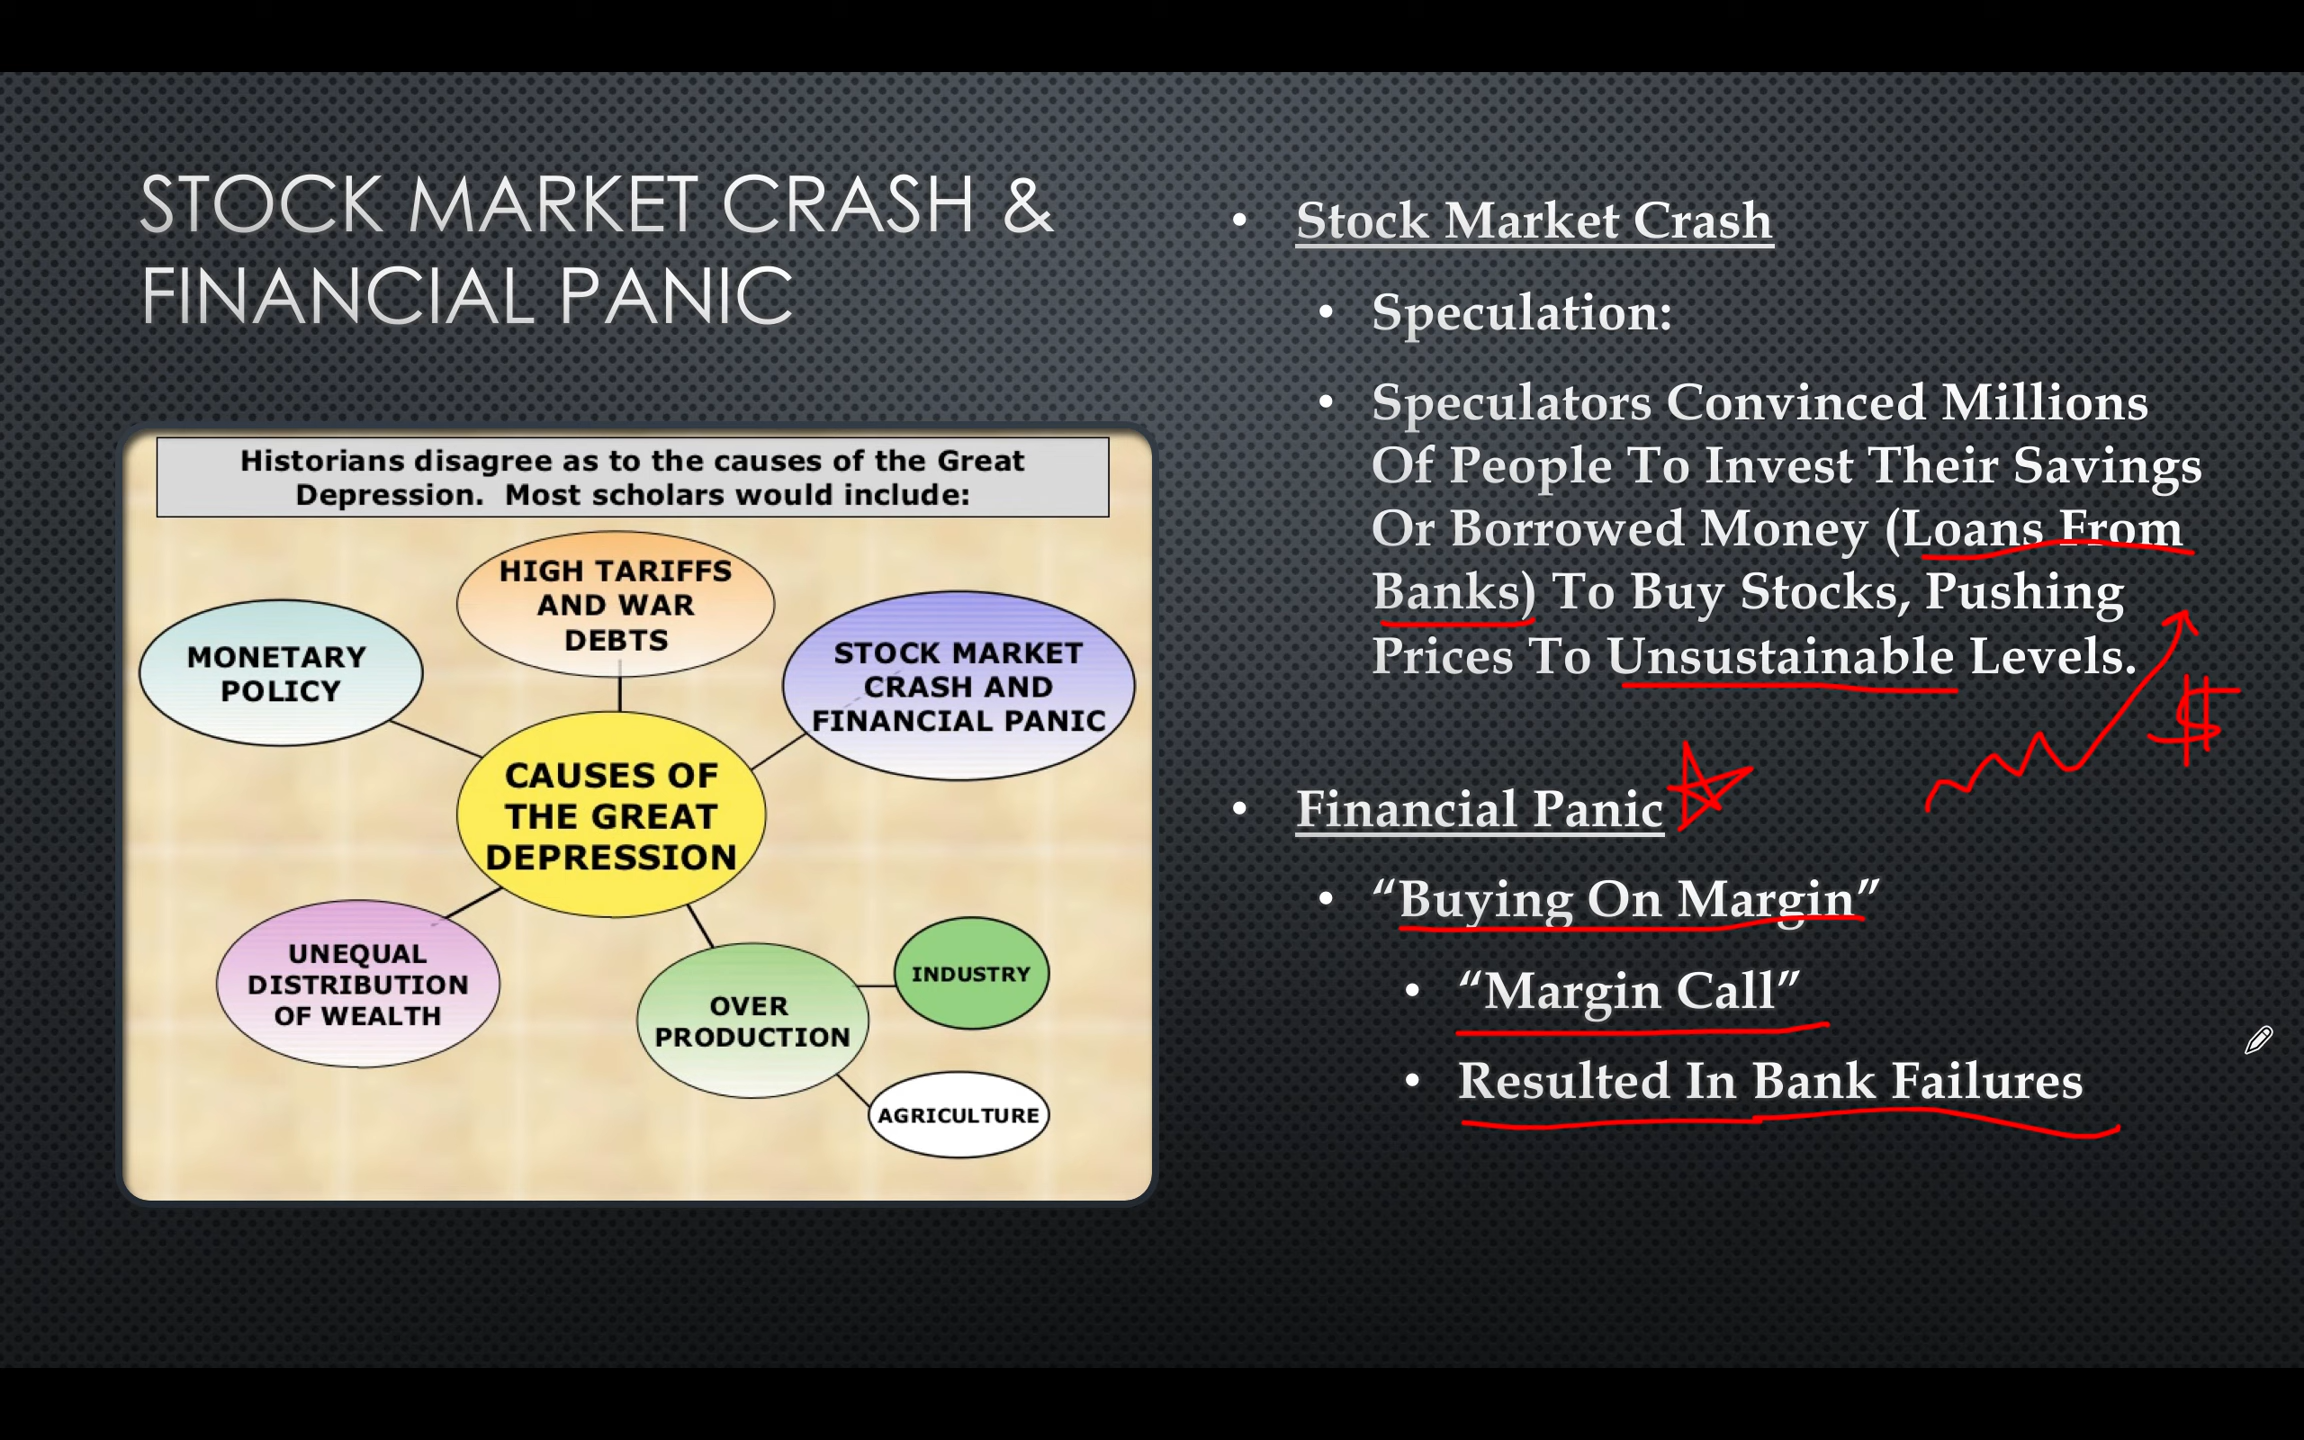 STOCK MARKET CRASH &
FINANCIAL PANIC
Historians disagree as to the causes of the Great
Depression.  Most scholars would include:
HIGH TARIFFS
AND WAR
DEBTS
MONETARY
POLICY
STOCK MARKET
CRASH AND
FINANCIAL PANIC
CAUSES OF
THE GREAT
DEPRESSION
UNEQUAL
DISTRIBUTION
OF WEALTH
OVER
PRODUCTION
INDUSTRY
AGRICULTURE
• Stock Market Crash
• Speculation:
• Speculators Convinced Millions
Of People To Invest Their Savings
Or Borrowed Money (Loans From
Banks) To Buy Stocks, Pushing
Prices To Unsustainable Levels.
$
• Financial Panic
• “Buying On Margin”
• “Margin Call”
• Resulted In Bank Failures